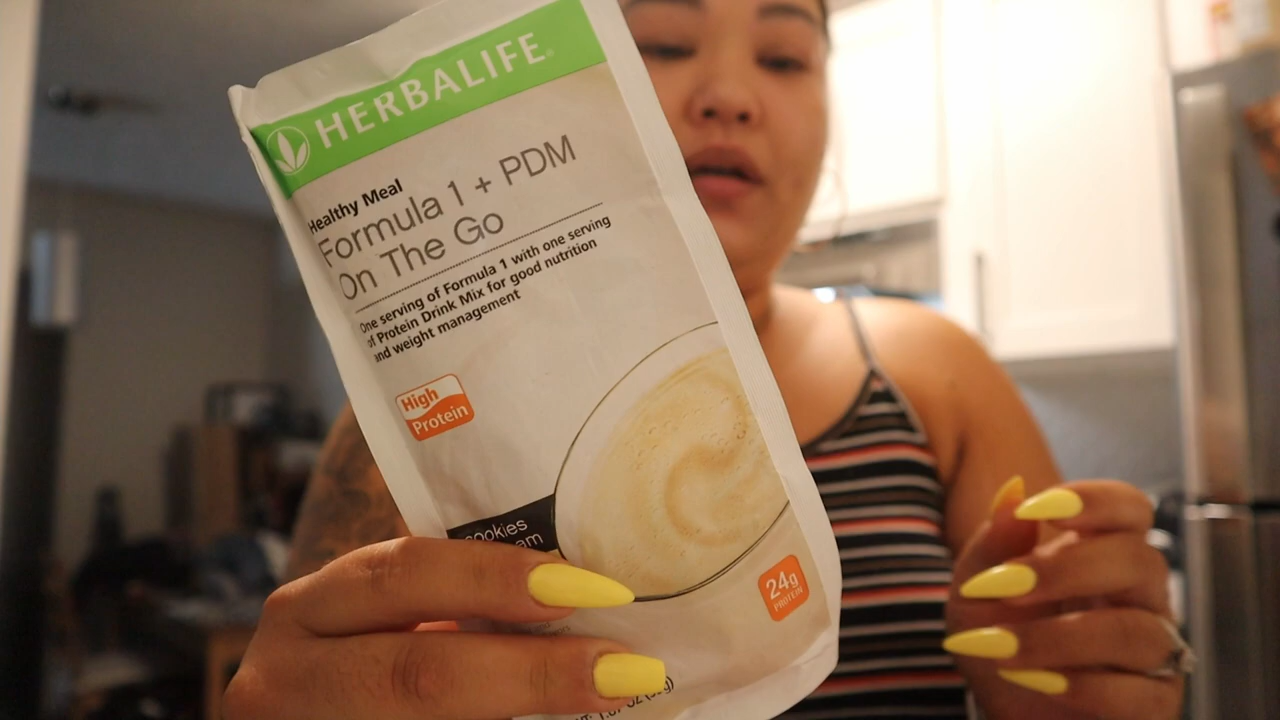 HERBALIFE®
Healthy Meal
Formula 1 + PDM
On The Go
One serving of Formula 1 with one serving
of Protein Drink Mix for good nutrition
and weight management
High
Protein
24g
PROTEIN